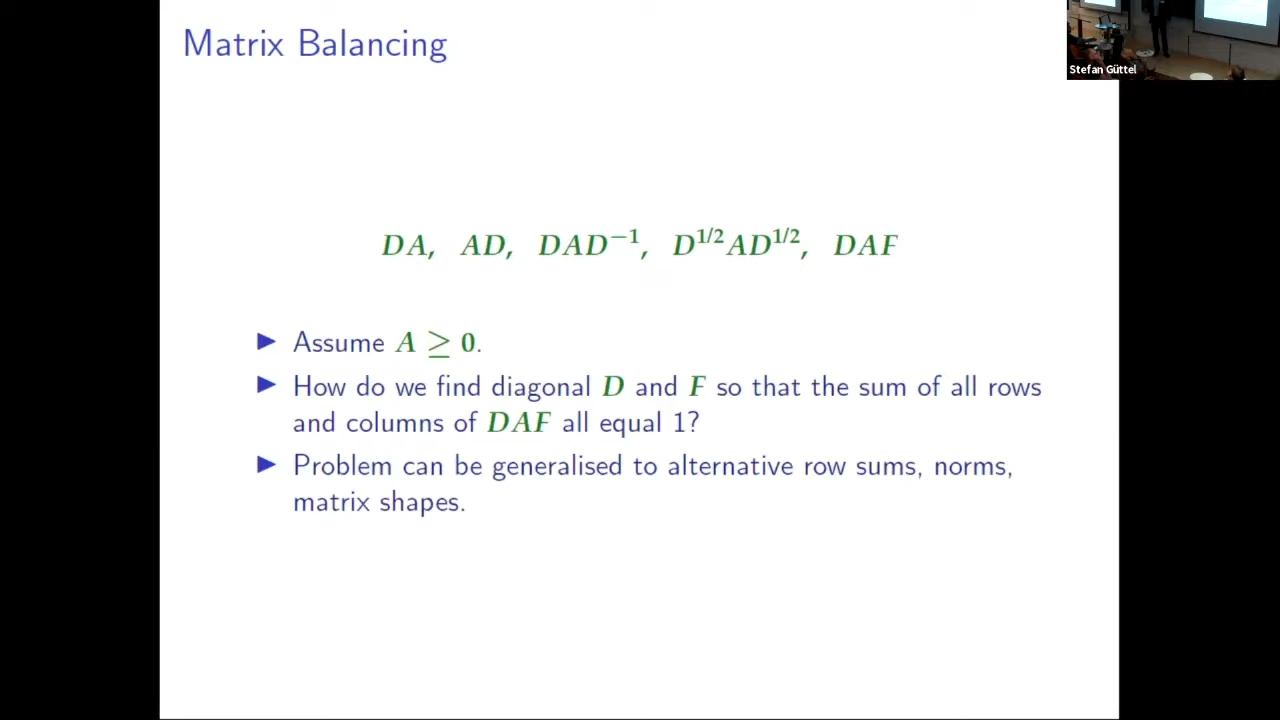 Matrix Balancing
Stefan Güttel
DA, AD, DAD⁻¹, D^{1/2}AD^{1/2}, DAF
▶ Assume A ≥ 0.
▶ How do we find diagonal D and F so that the sum of all rows
and columns of DAF all equal 1?
▶ Problem can be generalised to alternative row sums, norms,
matrix shapes.